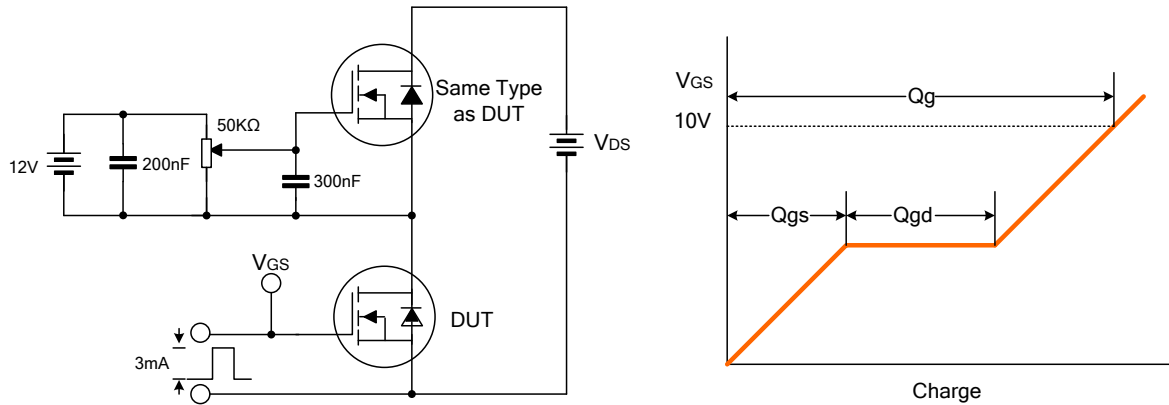 Same Type
as DUT
50KΩ
12V
200nF
300nF
VDS
VGS
DUT
3mA
VGS
10V
Qg
Qgs
Qgd
Charge